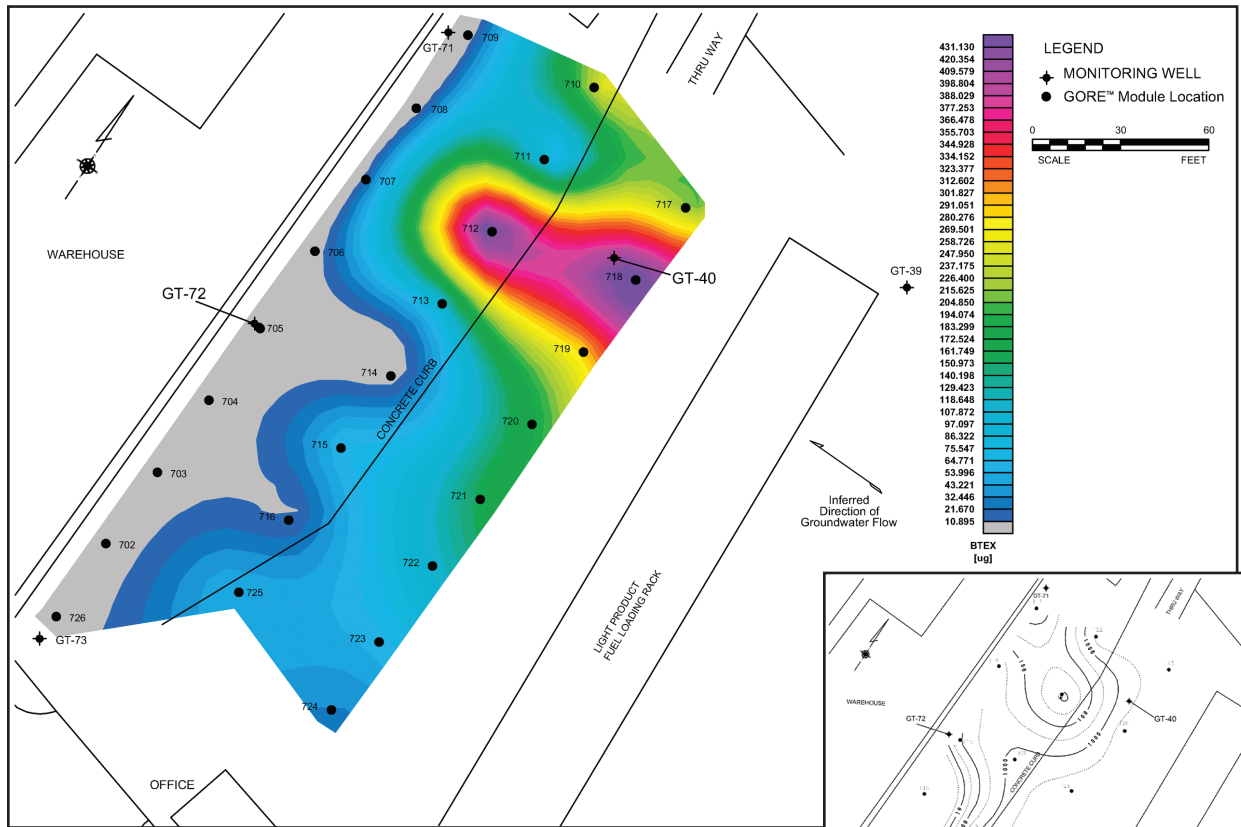 GT-71
709
THRU WAY
710
708
711
707
717
712
706
WAREHOUSE
718
GT-40
GT-39
GT-72
713
705
719
714
CONCRETE CURB
704
720
715
703
721
716
702
722
725
726
GT-73
723
724
LIGHT PRODUCT
FUEL LOADING RACK
OFFICE
Inferred
Direction of
Groundwater Flow
431.130
420.354
409.579
398.804
388.029
377.253
366.478
355.703
344.928
334.152
323.377
312.602
301.827
291.051
280.276
269.501
258.726
247.950
237.175
226.400
215.625
204.850
194.074
183.299
172.524
161.749
150.973
140.198
129.423
118.648
107.872
97.097
86.322
75.547
64.771
53.996
43.221
32.446
21.670
10.895
BTEX
[ug]
LEGEND
MONITORING WELL
GORE™ Module Location
0 30 60
SCALE FEET
GT-71
THRU WAY
1000
100
WAREHOUSE
GT-72
GT-40
100
1000
1000
CONCRETE CURB
10
1000